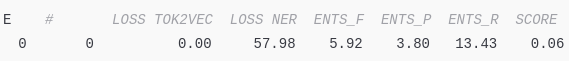 E # LOSS TOK2VEC LOSS NER ENTS_F ENTS_P ENTS_R SCORE
0 0 0.00 57.98 5.92 3.80 13.43 0.06